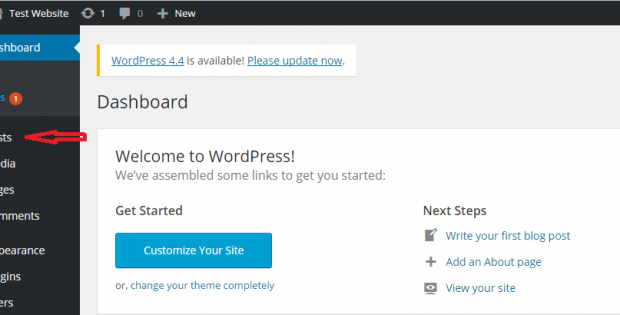 Test Website 1 0 + New
shboard
WordPress 4.4 is available! Please update now.
s 1
Dashboard
sts
Welcome to WordPress!
dia
We've assembled some links to get you started:
ges
Get Started
Next Steps
omments
Write your first blog post
Customize Your Site
ppearance
Add an About page
gins
or, change your theme completely
View your site
ers